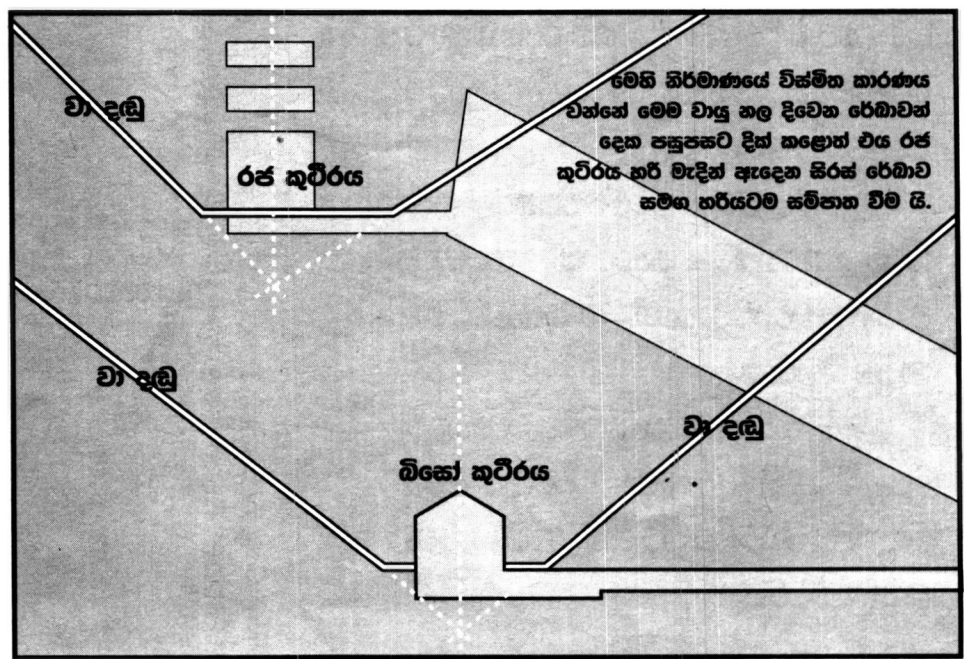 මෙහි නිර්මාණයේ විස්මිත කාරණය
වන්නේ මෙම වායු නල දිවෙන රේඛාවන්
දෙක පසුපසට දික් කළොත් එය රජ
කුටිරය හරි මැදින් ඇදෙන සිරස් රේඛාව
සමග හරියටම සම්පාත වීම යි.
වා දඬු
රජ කුටීරය
වා දඬු
වා දඬු
බිසෝ කුටීරය